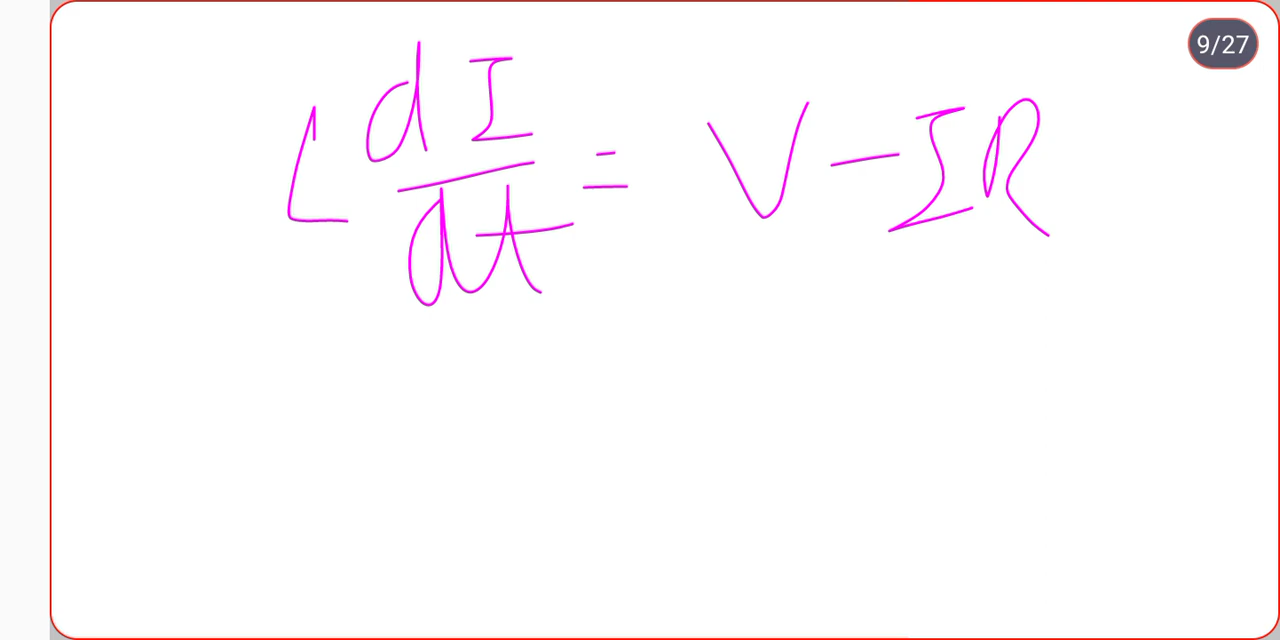 9/27
L dI/dt = V - IR